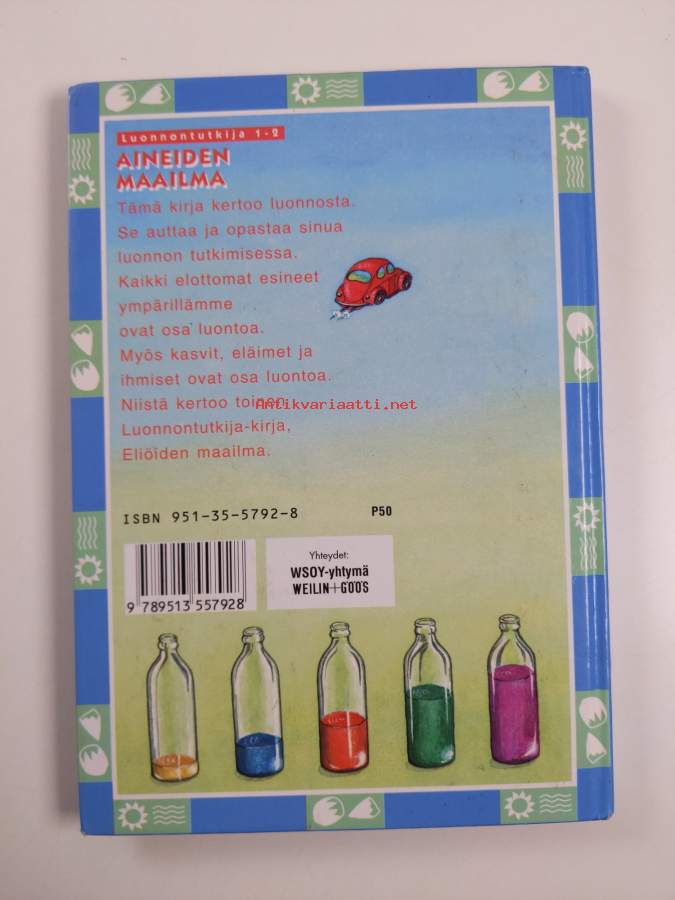 Luonnontutkija 1-2
AINEIDEN
MAAILMA
Tämä kirja kertoo luonnosta.
Se auttaa ja opastaa sinua
luonnon tutkimisessa.
Kaikki elottomat esineet
ympärillämme
ovat osa luontoa.
Myös kasvit, eläimet ja
ihmiset ovat osa luontoa.
Niistä kertoo toinen
Antikvariaatti.net
Luonnontutkija-kirja,
Eliöiden maailma.
ISBN 951-35-5792-8 P50
Yhteydet:
WSOY-yhtymä
WEILIN+GÖÖS
9 789513 557928